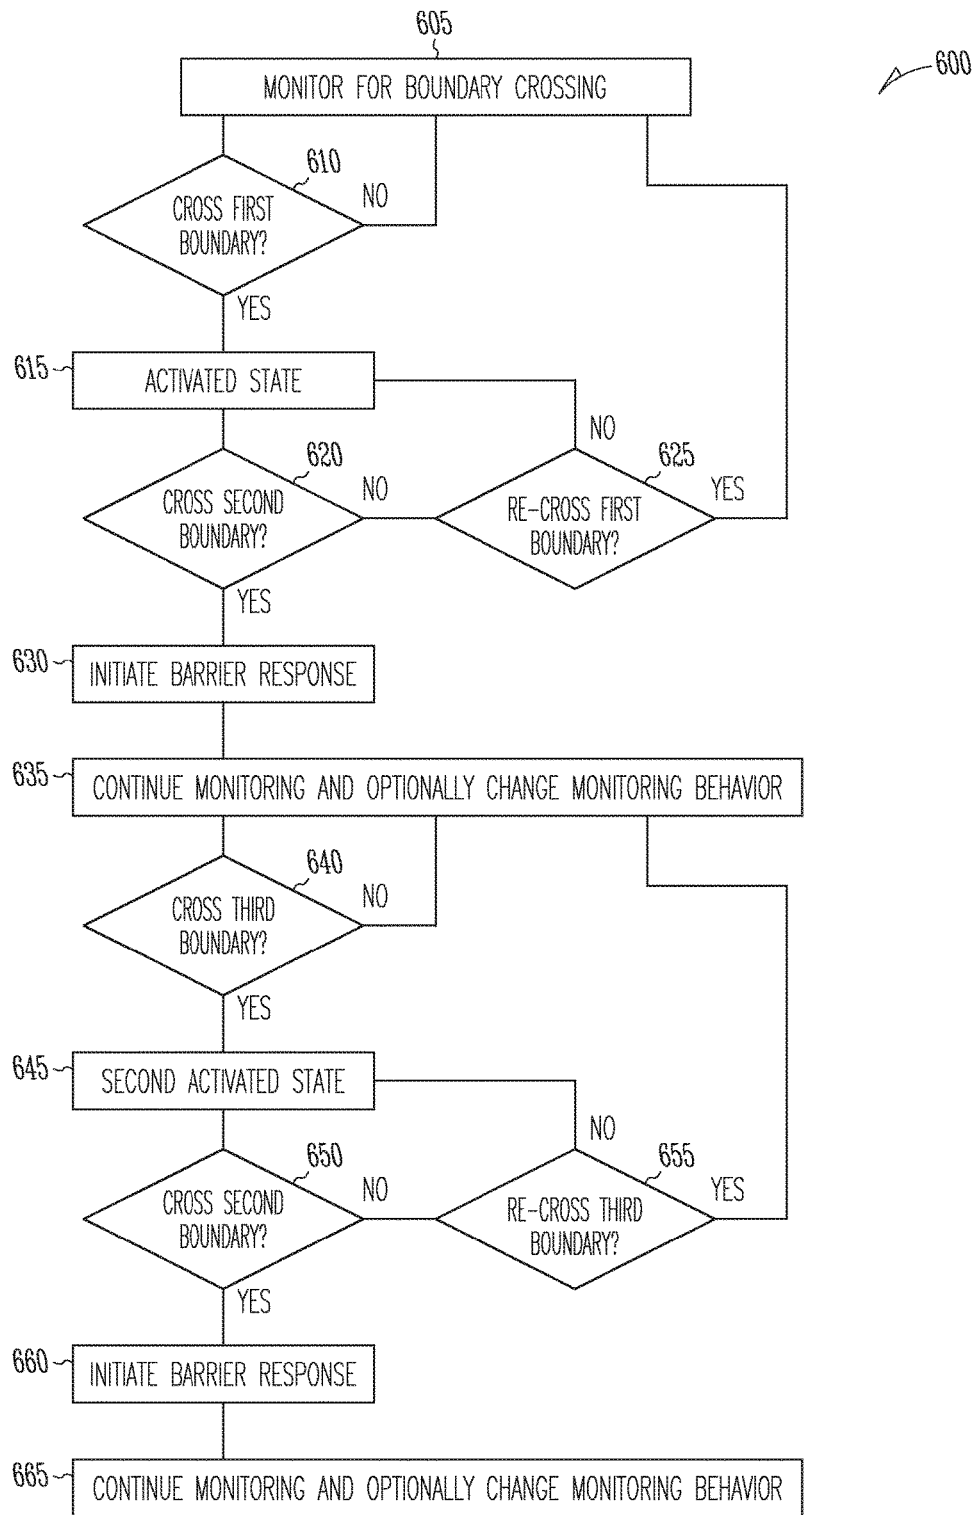 605
600
MONITOR FOR BOUNDARY CROSSING
610
NO
CROSS FIRST
BOUNDARY?
YES
615
ACTIVATED STATE
NO
620
625
NO
YES
CROSS SECOND
BOUNDARY?
RE-CROSS FIRST
BOUNDARY?
YES
630
INITIATE BARRIER RESPONSE
635
CONTINUE MONITORING AND OPTIONALLY CHANGE MONITORING BEHAVIOR
640
NO
CROSS THIRD
BOUNDARY?
YES
645
SECOND ACTIVATED STATE
NO
650
655
NO
YES
CROSS SECOND
BOUNDARY?
RE-CROSS THIRD
BOUNDARY?
YES
660
INITIATE BARRIER RESPONSE
665
CONTINUE MONITORING AND OPTIONALLY CHANGE MONITORING BEHAVIOR